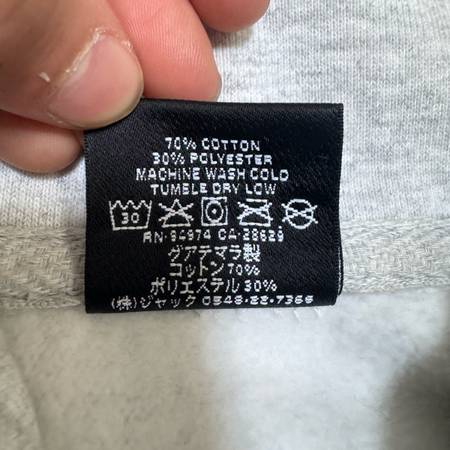 70% COTTON
30% POLYESTER
MACHINE WASH COLD
TUMBLE DRY LOW
30
RN-94974 CA-28629
グアテマラ製
コットン70%
ポリエステル 30%
(株)ジャック 0548-22-7366